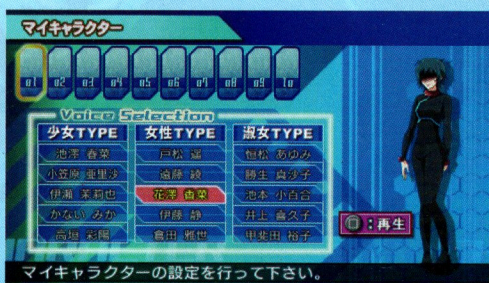 マイキャラクター
01 02 03 04 05 06 07 08 09 10
Voice Selection
少女TYPE 女性TYPE 淑女TYPE
池澤 春菜 戸松 遥 恒松 あゆみ
小笠原 亜里沙 遠藤 綾 勝生 真沙子
伊瀬 茉莉也 花澤 香菜 池本 小百合
かない みか 伊藤 静 井上 喜久子
高垣 彩陽 倉田 雅世 甲斐田 裕子
:再生
マイキャラクターの設定を行って下さい。